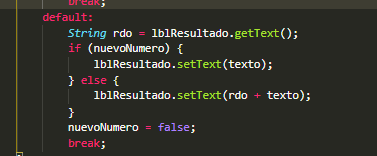 break;
default:
String rdo = lblResultado.getText();
if (nuevoNumero) {
lblResultado.setText(texto);
} else {
lblResultado.setText(rdo + texto);
}
nuevoNumero = false;
break;